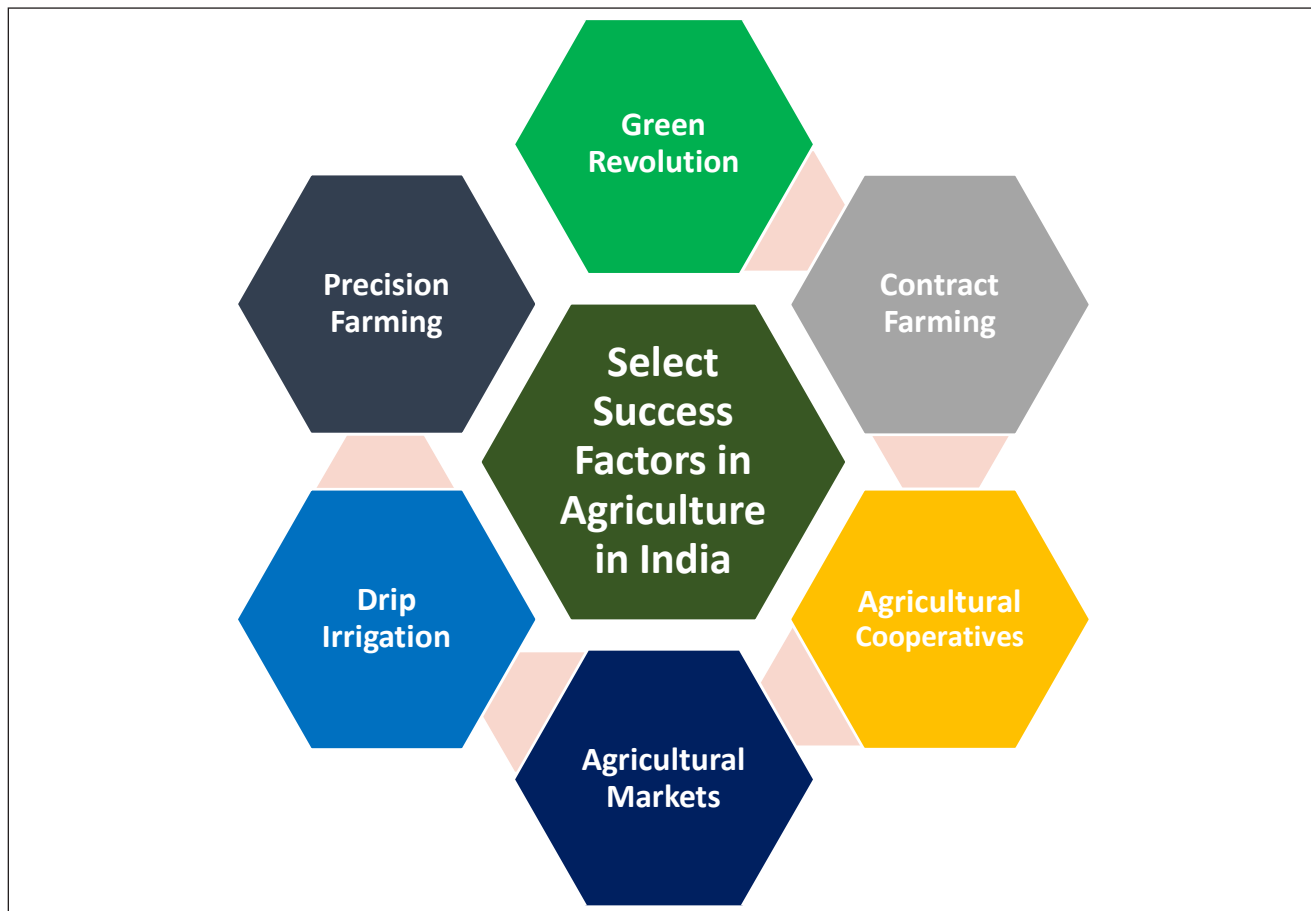 Green
Revolution
Precision
Farming
Contract
Farming
Select
Success
Factors in
Agriculture
in India
Drip
Irrigation
Agricultural
Cooperatives
Agricultural
Markets